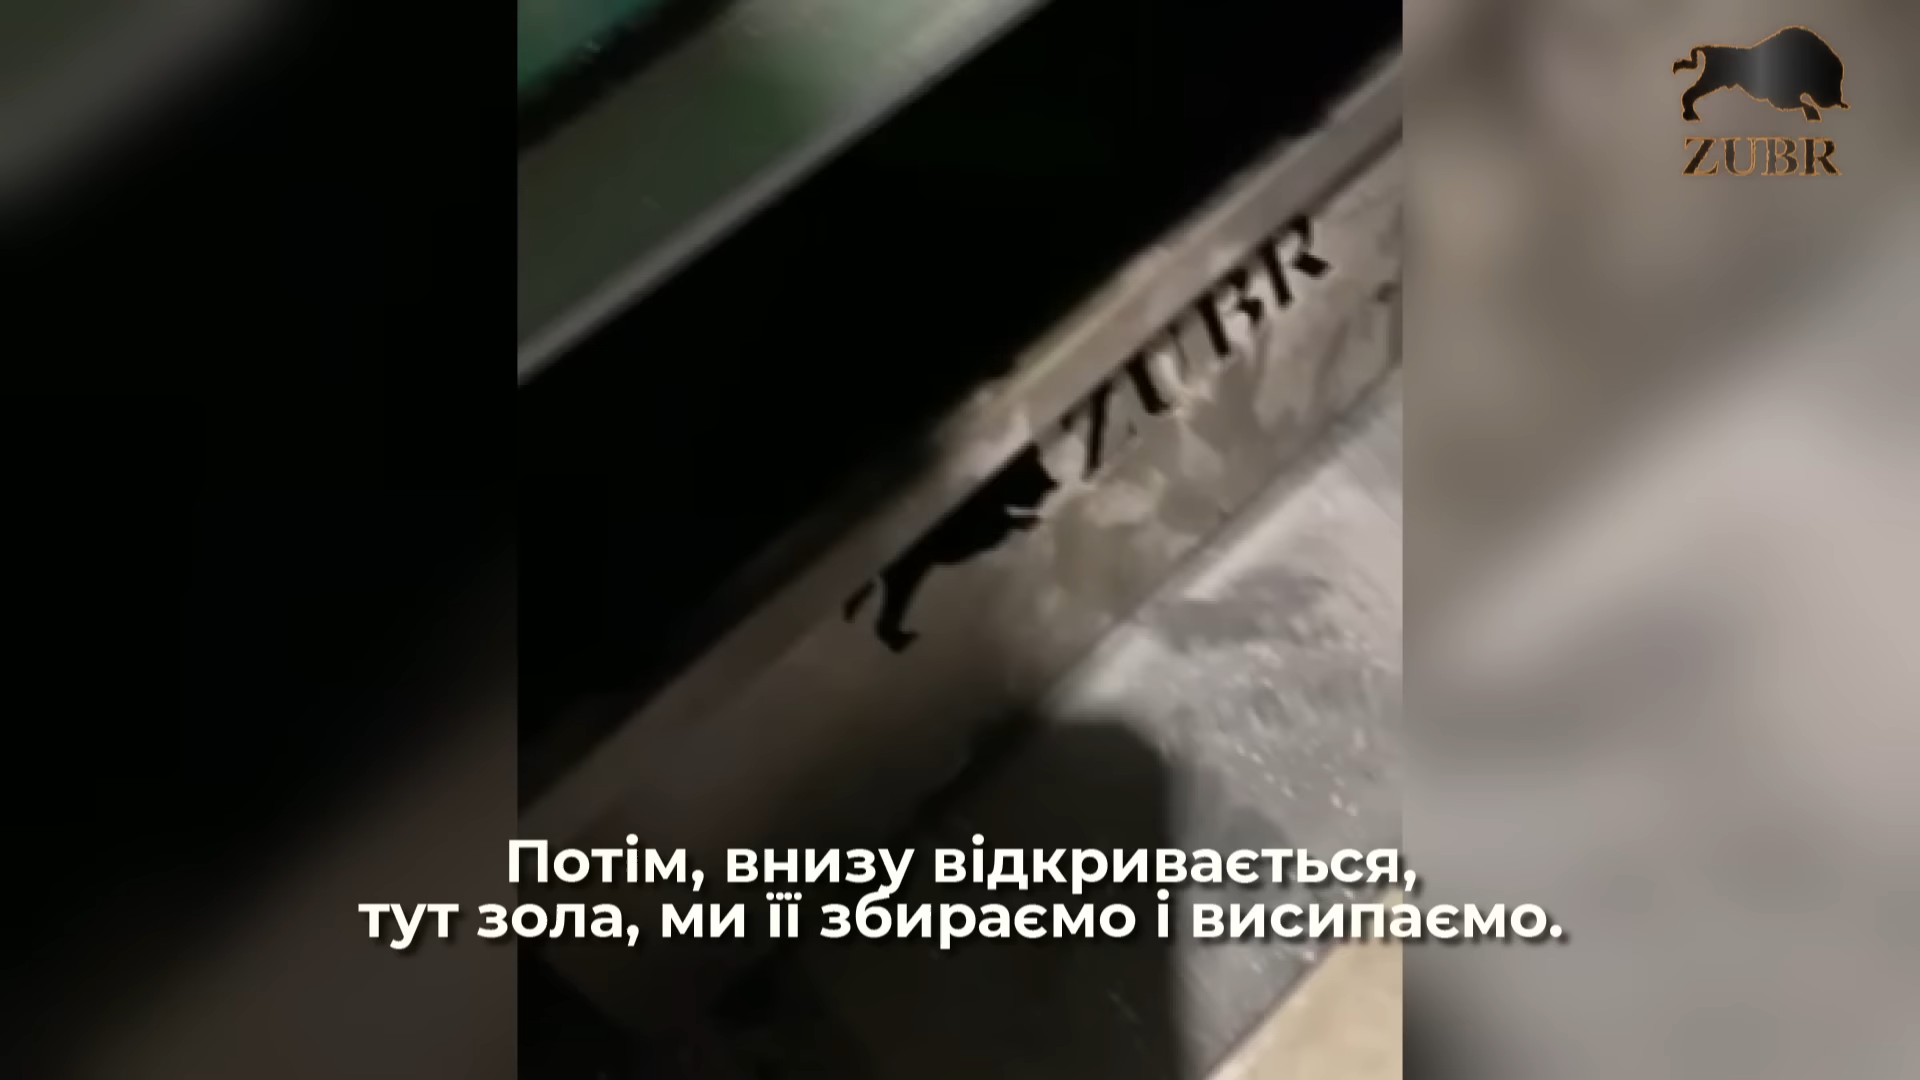 ZUBR
ZUBR
Потім, внизу відкривається,
тут зола, ми її збираємо і висипаємо.